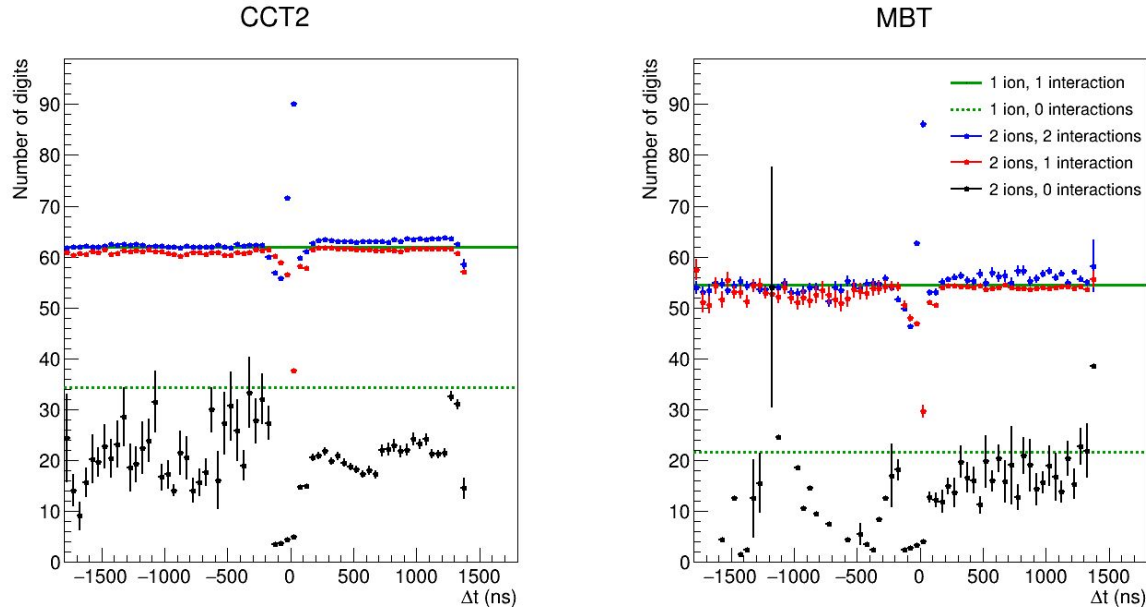 CCT2
Number of digits
90
80
70
60
50
40
30
20
10
0
−1500 −1000 −500 0 500 1000 1500
Δt (ns)
MBT
Number of digits
90
80
70
60
50
40
30
20
10
0
−1500 −1000 −500 0 500 1000 1500
Δt (ns)
1 ion, 1 interaction
1 ion, 0 interactions
2 ions, 2 interactions
2 ions, 1 interaction
2 ions, 0 interactions